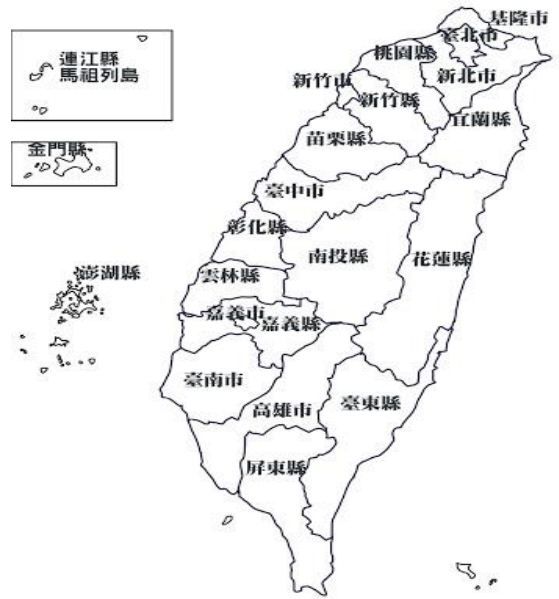 基隆市
臺北市
連江縣
馬祖列島
桃園縣
新北市
新竹市
新竹縣
宜蘭縣
苗栗縣
金門縣
臺中市
彰化縣
南投縣
花蓮縣
澎湖縣
雲林縣
嘉義市
嘉義縣
臺南市
高雄市
臺東縣
屏東縣